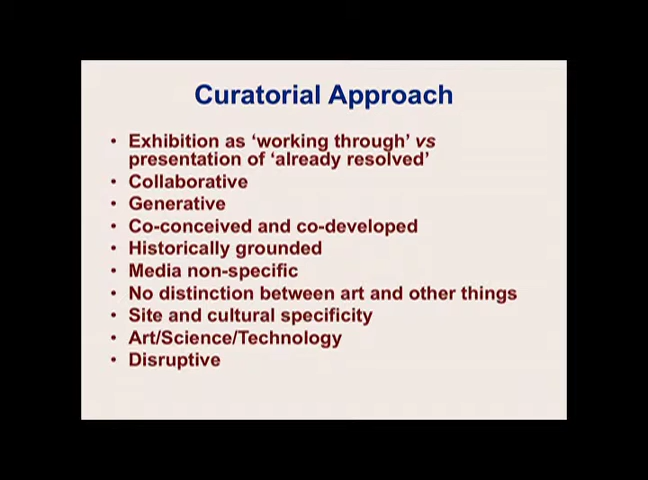 Curatorial Approach
• Exhibition as ‘working through’ vs
presentation of ‘already resolved’
• Collaborative
• Generative
• Co-conceived and co-developed
• Historically grounded
• Media non-specific
• No distinction between art and other things
• Site and cultural specificity
• Art/Science/Technology
• Disruptive